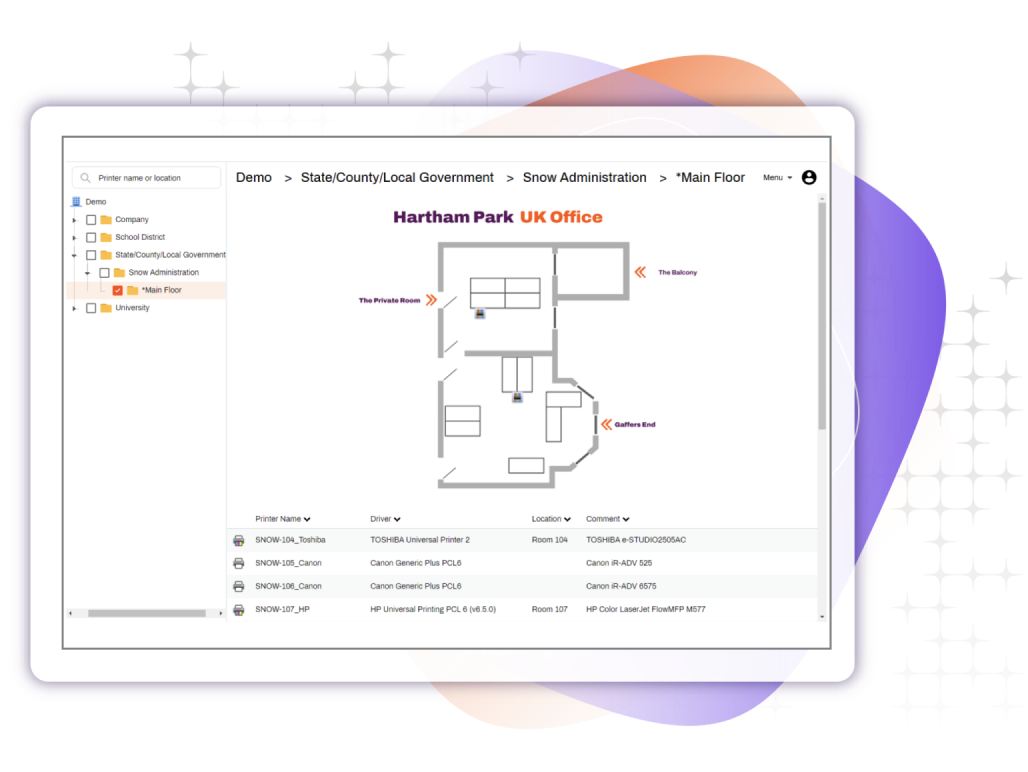 Printer name or location
Demo > State/County/Local Government > Snow Administration > *Main Floor
Menu
Demo
Company
School District
State/County/Local Government
Snow Administration
*Main Floor
University
Hartham Park UK Office
The Balcony
The Private Room
Gaffers End
Printer Name Driver Location Comment
SNOW-104_Toshiba TOSHIBA Universal Printer 2 Room 104 TOSHIBA e-STUDIO2505AC
SNOW-105_Canon Canon Generic Plus PCL6 Canon iR-ADV 525
SNOW-106_Canon Canon Generic Plus PCL6 Canon iR-ADV 6575
SNOW-107_HP HP Universal Printing PCL 6 (v6.5.0) Room 107 HP Color LaserJet FlowMFP M577